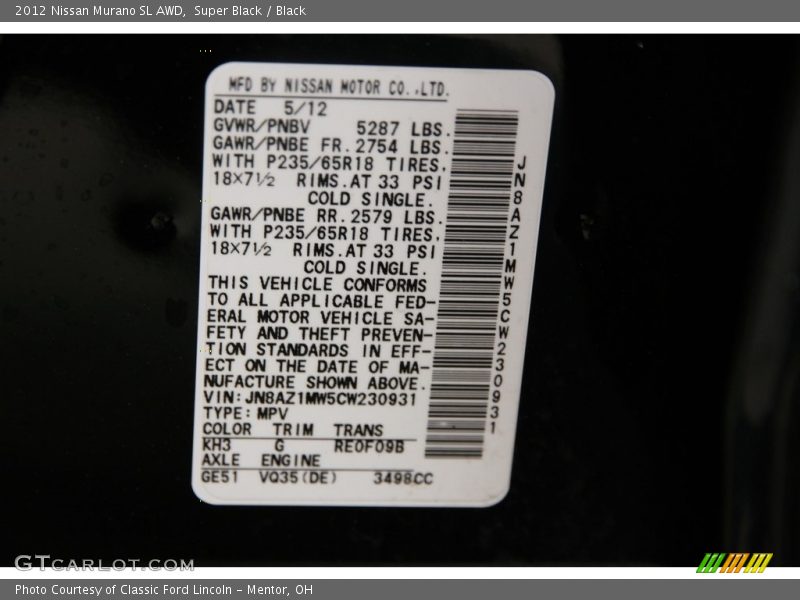 2012 Nissan Murano SL AWD,  Super Black / Black
MFD BY NISSAN MOTOR CO.,LTD.
DATE 5/12
GVWR/PNBV 5287 LBS.
GAWR/PNBE FR. 2754 LBS.
WITH P235/65R18 TIRES,
18×7½ RIMS. AT 33 PSI
COLD SINGLE.
GAWR/PNBE RR. 2579 LBS.
WITH P235/65R18 TIRES,
18×7½ RIMS. AT 33 PSI
COLD SINGLE.
THIS VEHICLE CONFORMS
TO ALL APPLICABLE FED-
ERAL MOTOR VEHICLE SA-
FETY AND THEFT PREVEN-
TION STANDARDS IN EFF-
ECT ON THE DATE OF MA-
NUFACTURE SHOWN ABOVE.
VIN: JN8AZ1MW5CW230931
TYPE: MPV
COLOR TRIM TRANS
KH3 G RE0F09B
AXLE ENGINE
GE51 VQ35(DE) 3498CC
JN8AZ1MW5CW230931
GTCARLOT.COM
Photo Courtesy of Classic Ford Lincoln - Mentor, OH